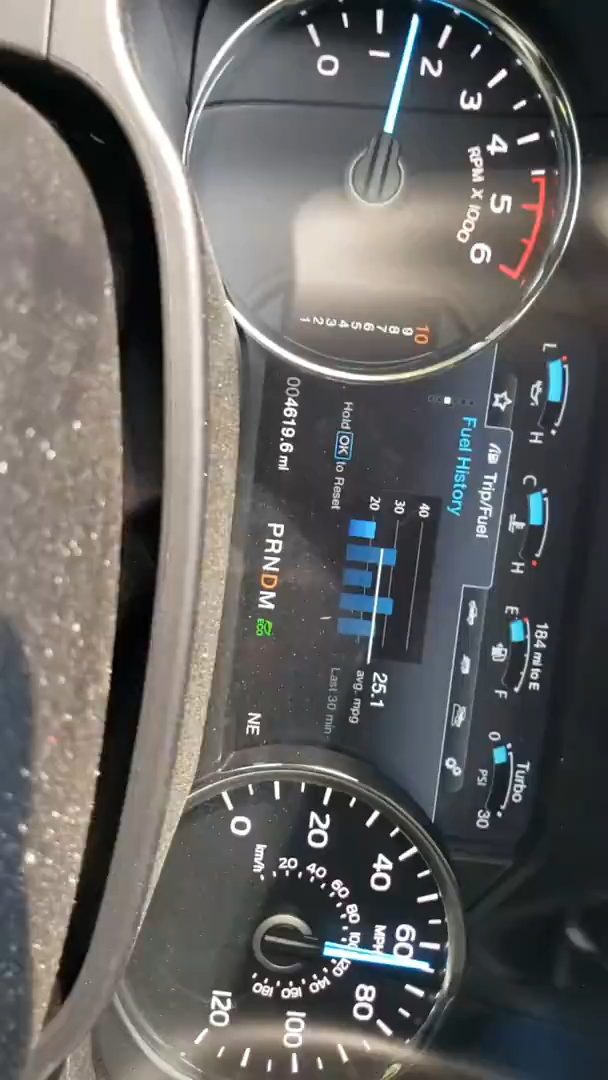 0
1
2
3
4
5
6
RPM X 1000
10
9
8
7
6
5
4
3
2
1
L H
C H
184 mi to E
E F
Turbo
0 PSI 30
Trip/Fuel
Fuel History
40
30
20
25.1
avg. mpg
Last 30 min
Hold OK to Reset
004619.6 mi
PRNDM
ECO
NE
0
20
40
60
80
100
120
MPH
km/h
20
40
60
80
100
120
140
160
180